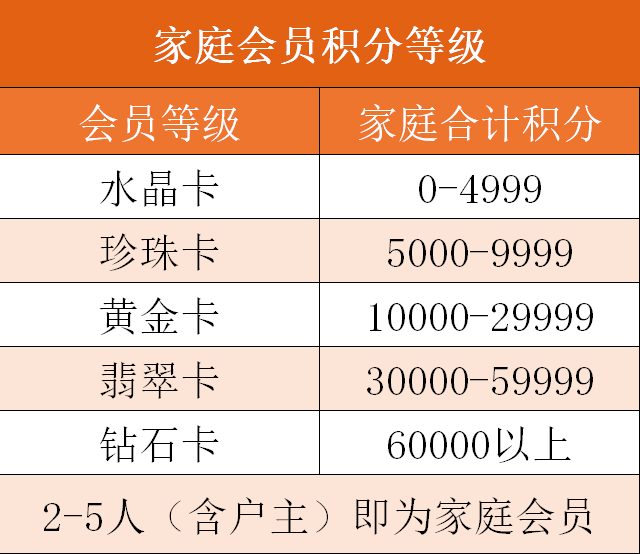 家庭会员积分等级
会员等级 家庭合计积分
水晶卡 0-4999
珍珠卡 5000-9999
黄金卡 10000-29999
翡翠卡 30000-59999
钻石卡 60000以上
2-5人（含户主）即为家庭会员